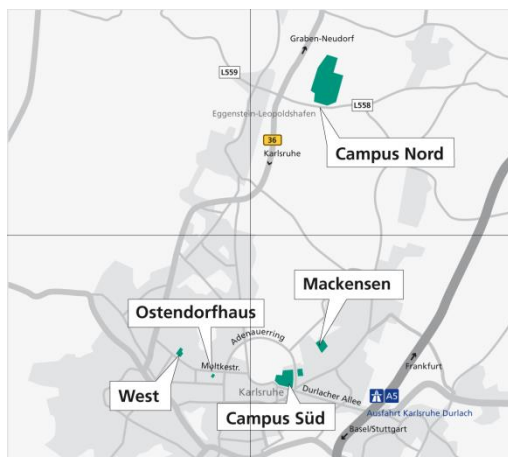 Graben-Neudorf
L559
L558
Eggenstein-Leopoldshafen
36
Karlsruhe
Campus Nord
Mackensen
Ostendorfhaus
Adenauerring
Moltkestr.
Frankfurt
West
Karlsruhe
Durlacher Allee
A5
Campus Süd
Ausfahrt Karlsruhe Durlach
Basel/Stuttgart